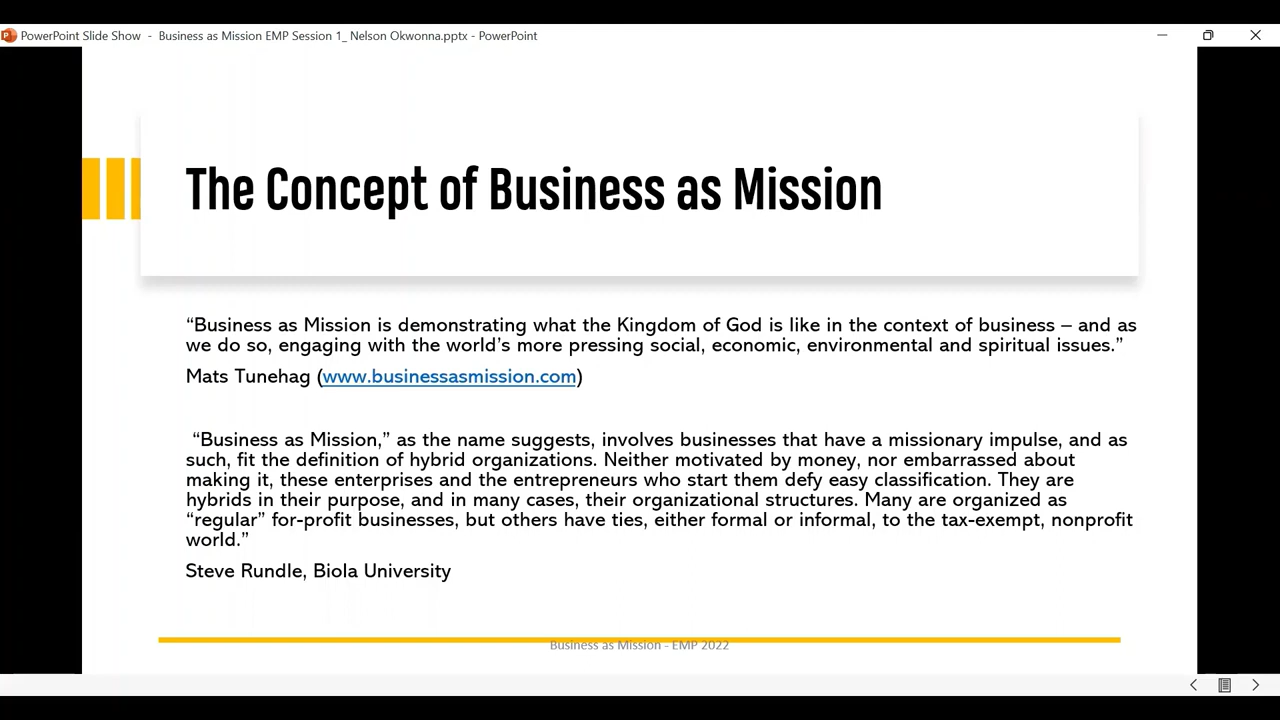 PowerPoint Slide Show - Business as Mission EMP Session 1_ Nelson Okwonna.pptx - PowerPoint
The Concept of Business as Mission
“Business as Mission is demonstrating what the Kingdom of God is like in the context of business – and as
we do so, engaging with the world’s more pressing social, economic, environmental and spiritual issues.”
Mats Tunehag (www.businessasmission.com)
“Business as Mission,” as the name suggests, involves businesses that have a missionary impulse, and as
such, fit the definition of hybrid organizations. Neither motivated by money, nor embarrassed about
making it, these enterprises and the entrepreneurs who start them defy easy classification. They are
hybrids in their purpose, and in many cases, their organizational structures. Many are organized as
“regular” for-profit businesses, but others have ties, either formal or informal, to the tax-exempt, nonprofit
world.”
Steve Rundle, Biola University
Business as Mission - EMP 2022